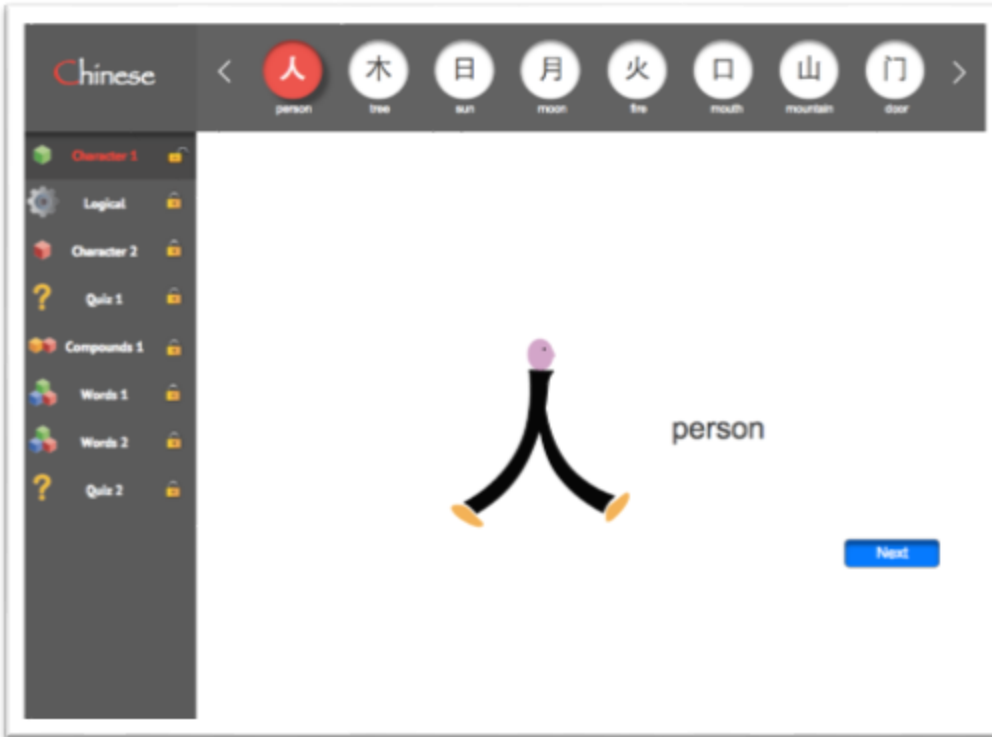 Chinese
人 木 日 月 火 口 山 门
person tree sun moon fire mouth mountain door
Character 1
Logical
Character 2
? Quiz 1
Compounds 1
Words 1
Words 2
? Quiz 2
person
Next